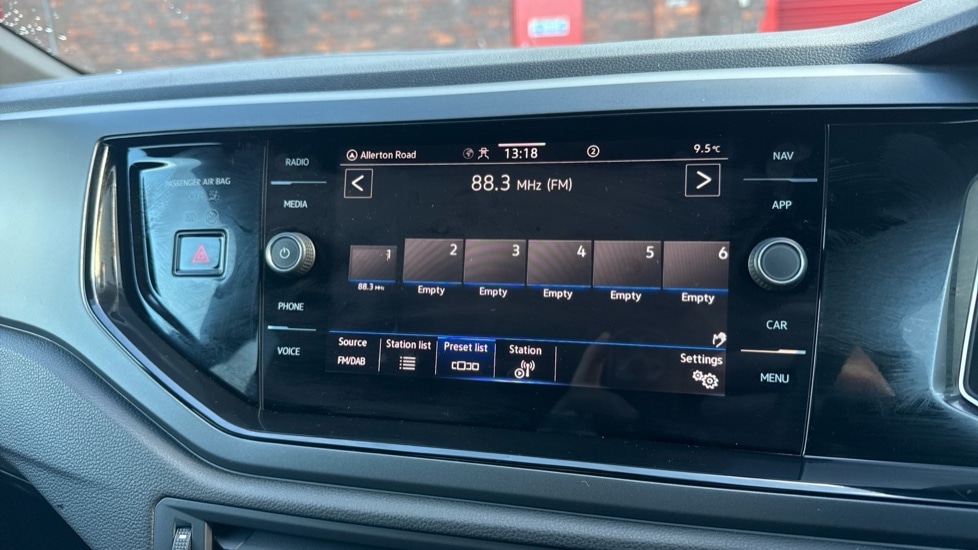 PASSENGER AIR BAG
RADIO
MEDIA
PHONE
VOICE
Allerton Road
13:18
2
9.5°C
<
88.3 MHz (FM)
>
1 2 3 4 5 6
88.3 MHz Empty Empty Empty Empty Empty
Source Station list Preset list Station Settings
FM/DAB
NAV
APP
CAR
MENU